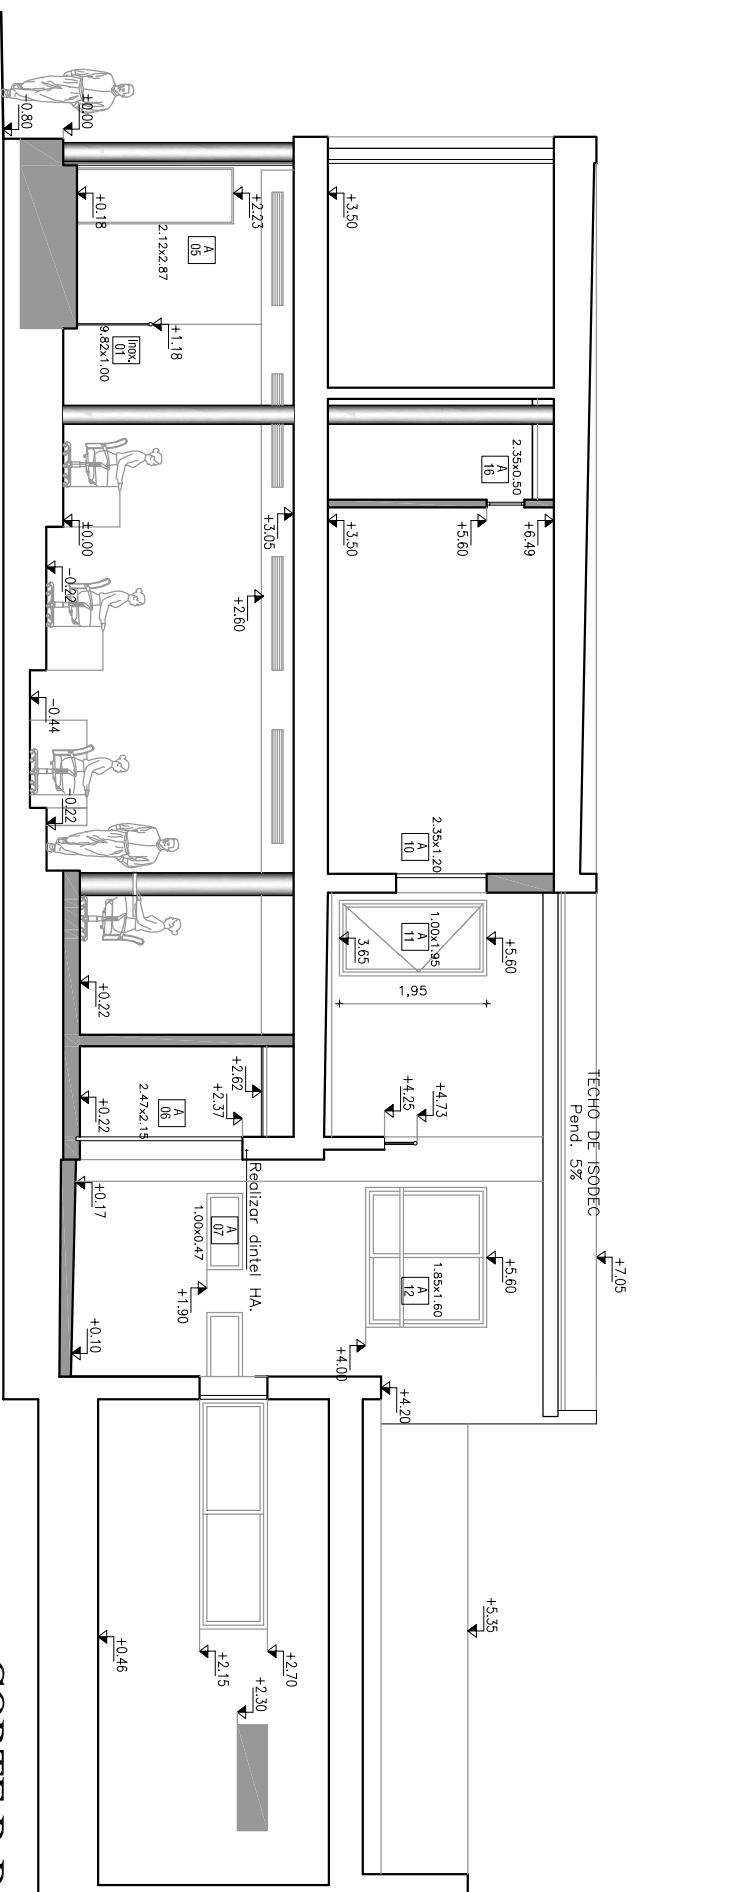 TECHO DE ISODEC
Pend. 5%
+7.05
+6.49
+5.60
+5.60
+5.60
+5.35
2.35x0.50
A
16
2.35x1.20
A
10
1.00x1.95
A
11
1,95
1.85x1.60
A
12
+4.73
+4.25
+4.20
+4.00
3.65
+3.50
+3.50
+3.05
+2.60
+2.62
+2.37
+2.23
A
05
2.12x2.87
+1.18
Inox.
01
9.82x1.00
A
06
2.47x2.15
Realizar dintel HA.
A
07
1.00x0.47
+1.90
+2.70
+2.30
+2.15
+0.46
±0.00
+0.80
+0.18
±0.00
-0.22
-0.44
-0.22
+0.22
+0.22
+0.17
+0.10